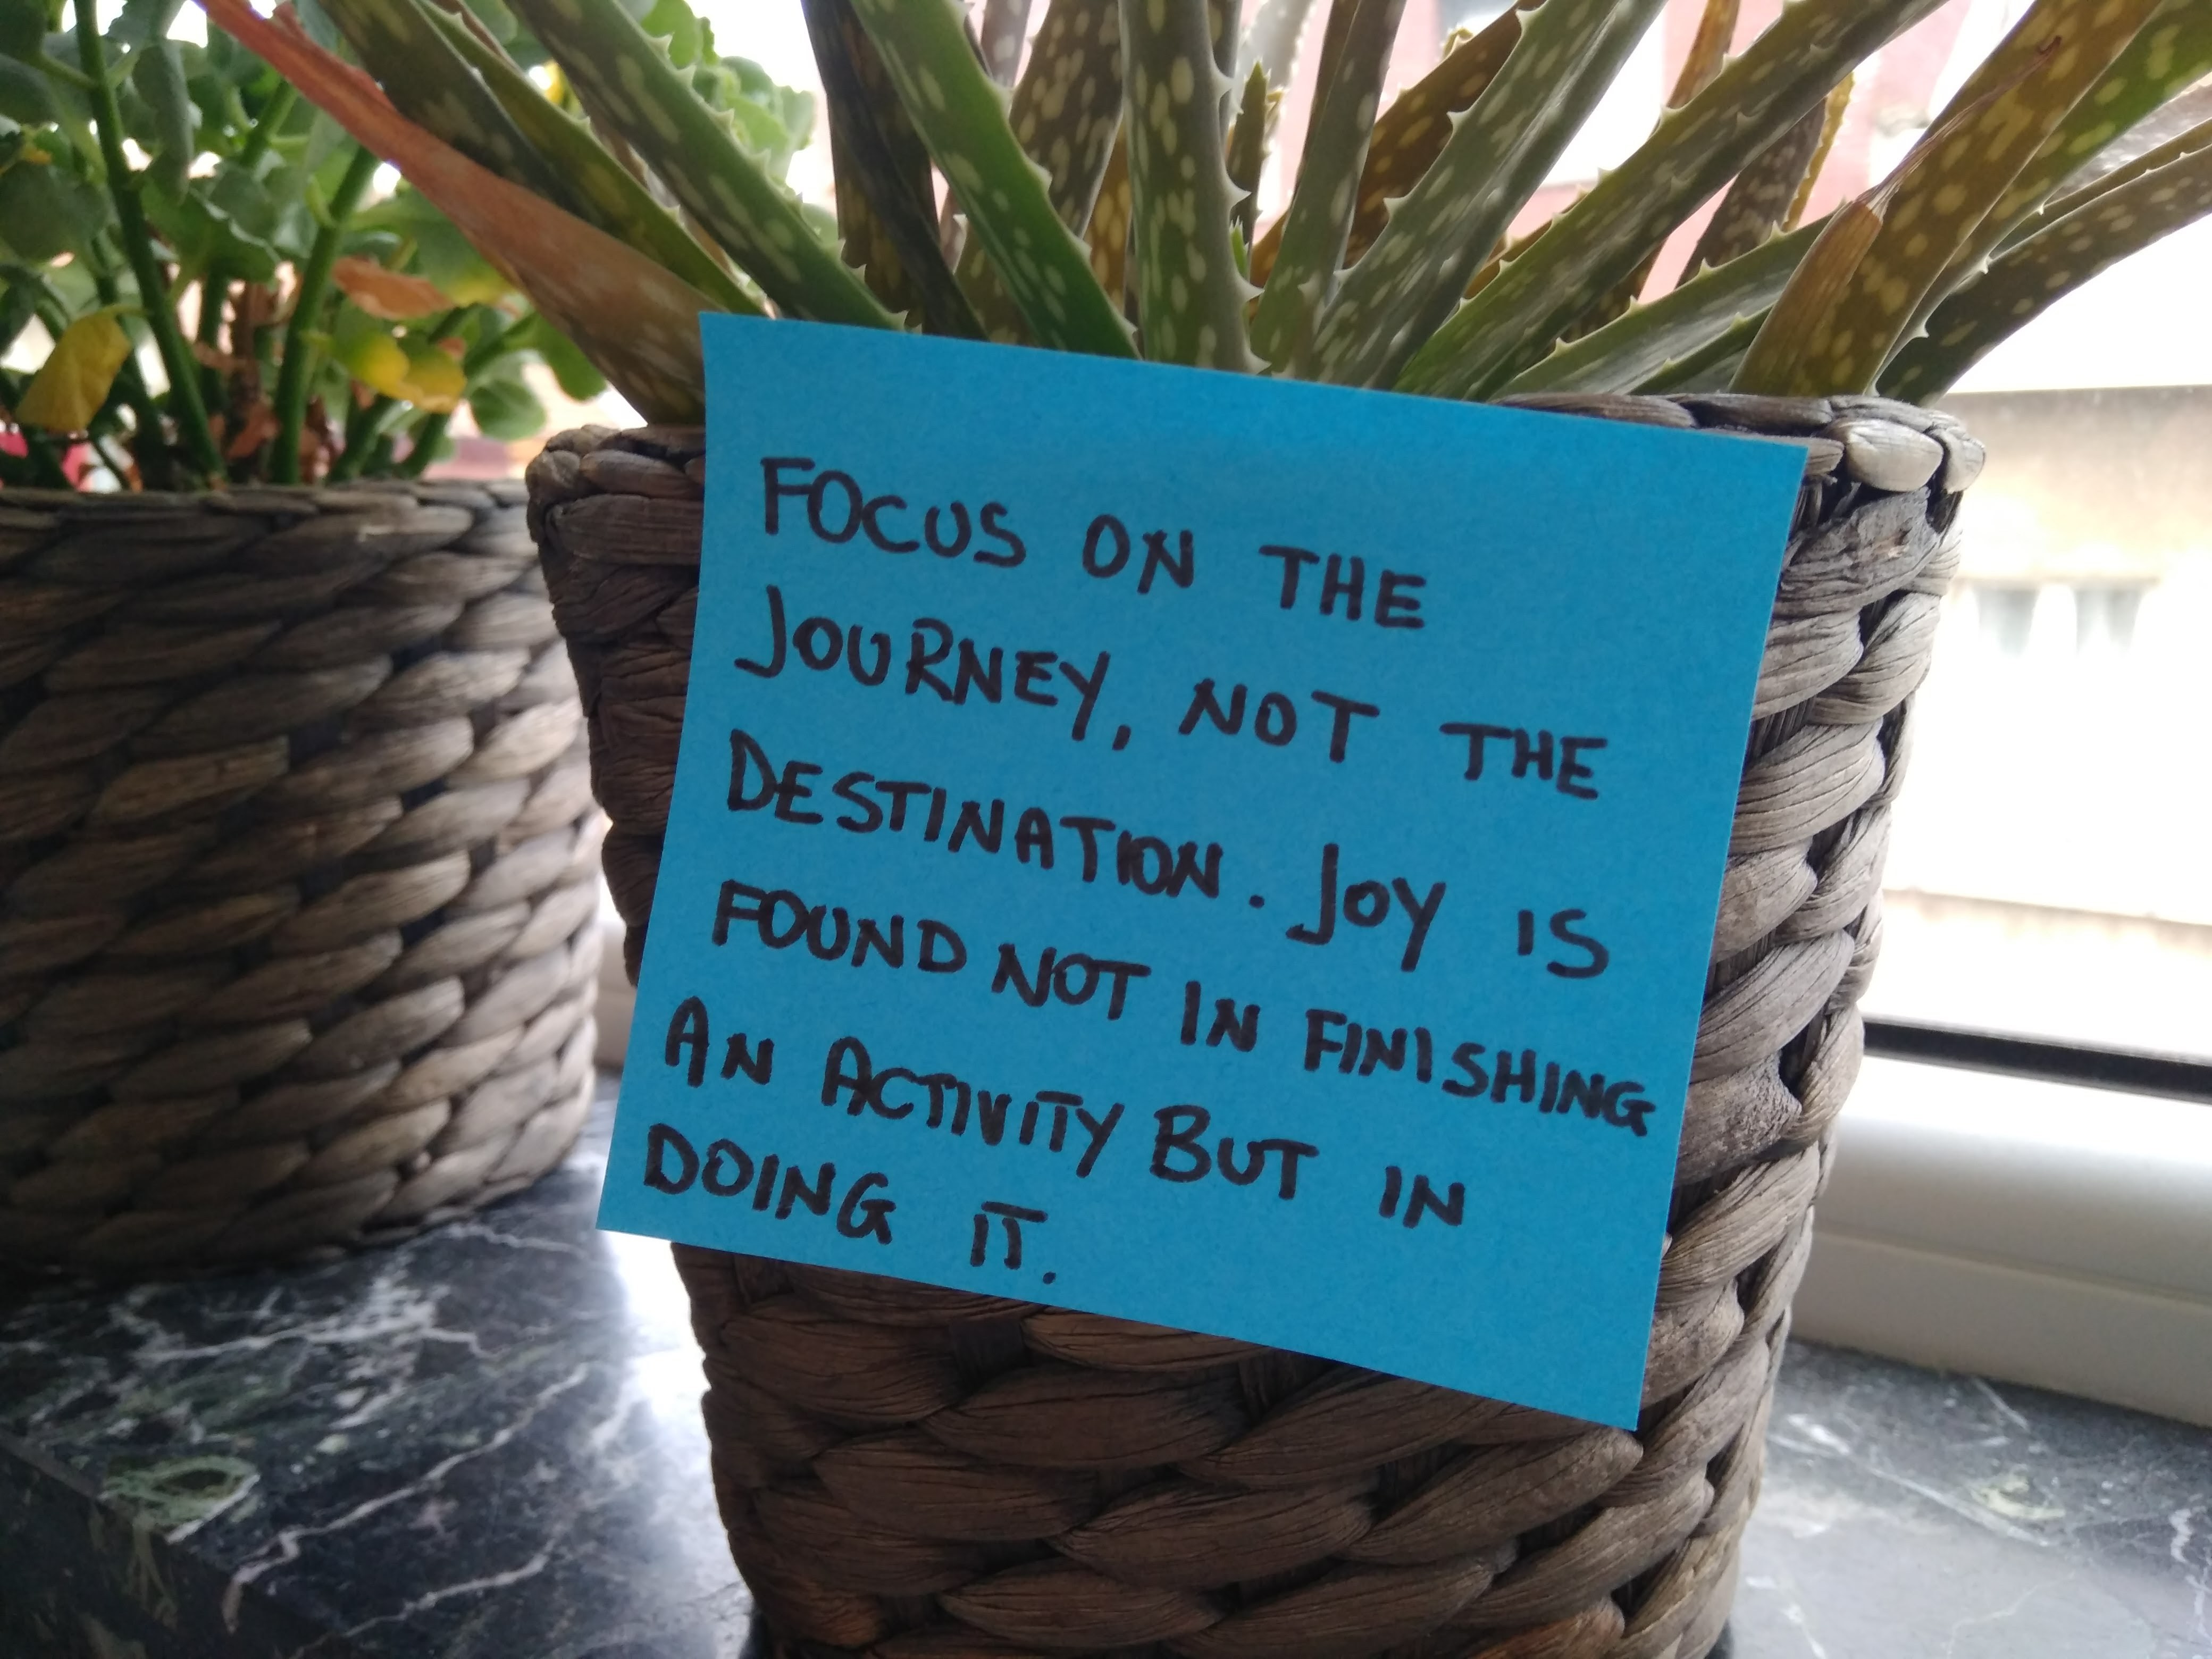 FOCUS ON THE
JOURNEY, NOT THE
DESTINATION. JOY IS
FOUND NOT IN FINISHING
AN ACTIVITY BUT IN
DOING IT.